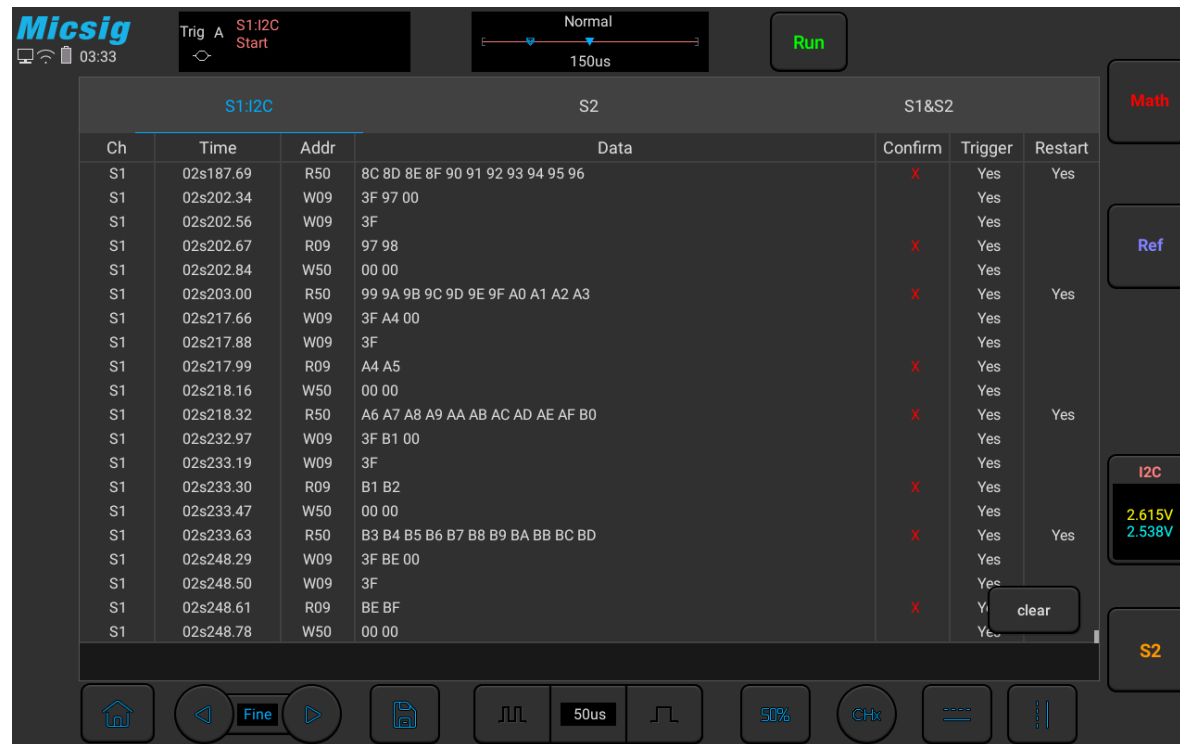 Micsig
Trig A S1:I2C
Start
03:33
Normal
150us
Run
S1:I2C S2 S1&S2
Math
Ch Time Addr Data Confirm Trigger Restart
S1 02s187.69 R50 8C 8D 8E 8F 90 91 92 93 94 95 96 X Yes Yes
S1 02s202.34 W09 3F 97 00 Yes
S1 02s202.56 W09 3F Yes
S1 02s202.67 R09 97 98 X Yes
Ref
S1 02s202.84 W50 00 00 Yes
S1 02s203.00 R50 99 9A 9B 9C 9D 9E 9F A0 A1 A2 A3 X Yes Yes
S1 02s217.66 W09 3F A4 00 Yes
S1 02s217.88 W09 3F Yes
S1 02s217.99 R09 A4 A5 X Yes
S1 02s218.16 W50 00 00 Yes
S1 02s218.32 R50 A6 A7 A8 A9 AA AB AC AD AE AF B0 X Yes Yes
S1 02s232.97 W09 3F B1 00 Yes
S1 02s233.19 W09 3F Yes
I2C
S1 02s233.30 R09 B1 B2 X Yes
S1 02s233.47 W50 00 00 Yes
2.615V
S1 02s233.63 R50 B3 B4 B5 B6 B7 B8 B9 BA BB BC BD X Yes Yes
2.538V
S1 02s248.29 W09 3F BE 00 Yes
S1 02s248.50 W09 3F Yes
S1 02s248.61 R09 BE BF X
clear
S1 02s248.78 W50 00 00 Yes
S2
Fine
50us
50%
CHx